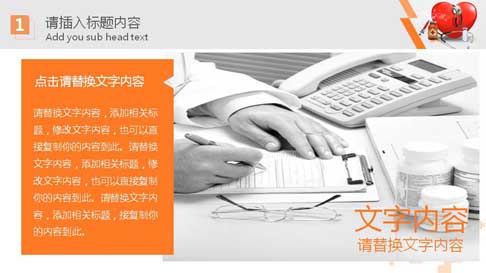 1
请插入标题内容
Add you sub head text
点击请替换文字内容
请替换文字内容，添加相关标
题，修改文字内容，也可以直
接复制你的内容到此。请替换
文字内容，添加相关标题，修
改文字内容，也可以直接复制
你的内容到此。请替换文字内
容，添加相关标题，接复制你
的内容到此。
文字内容
请替换文字内容